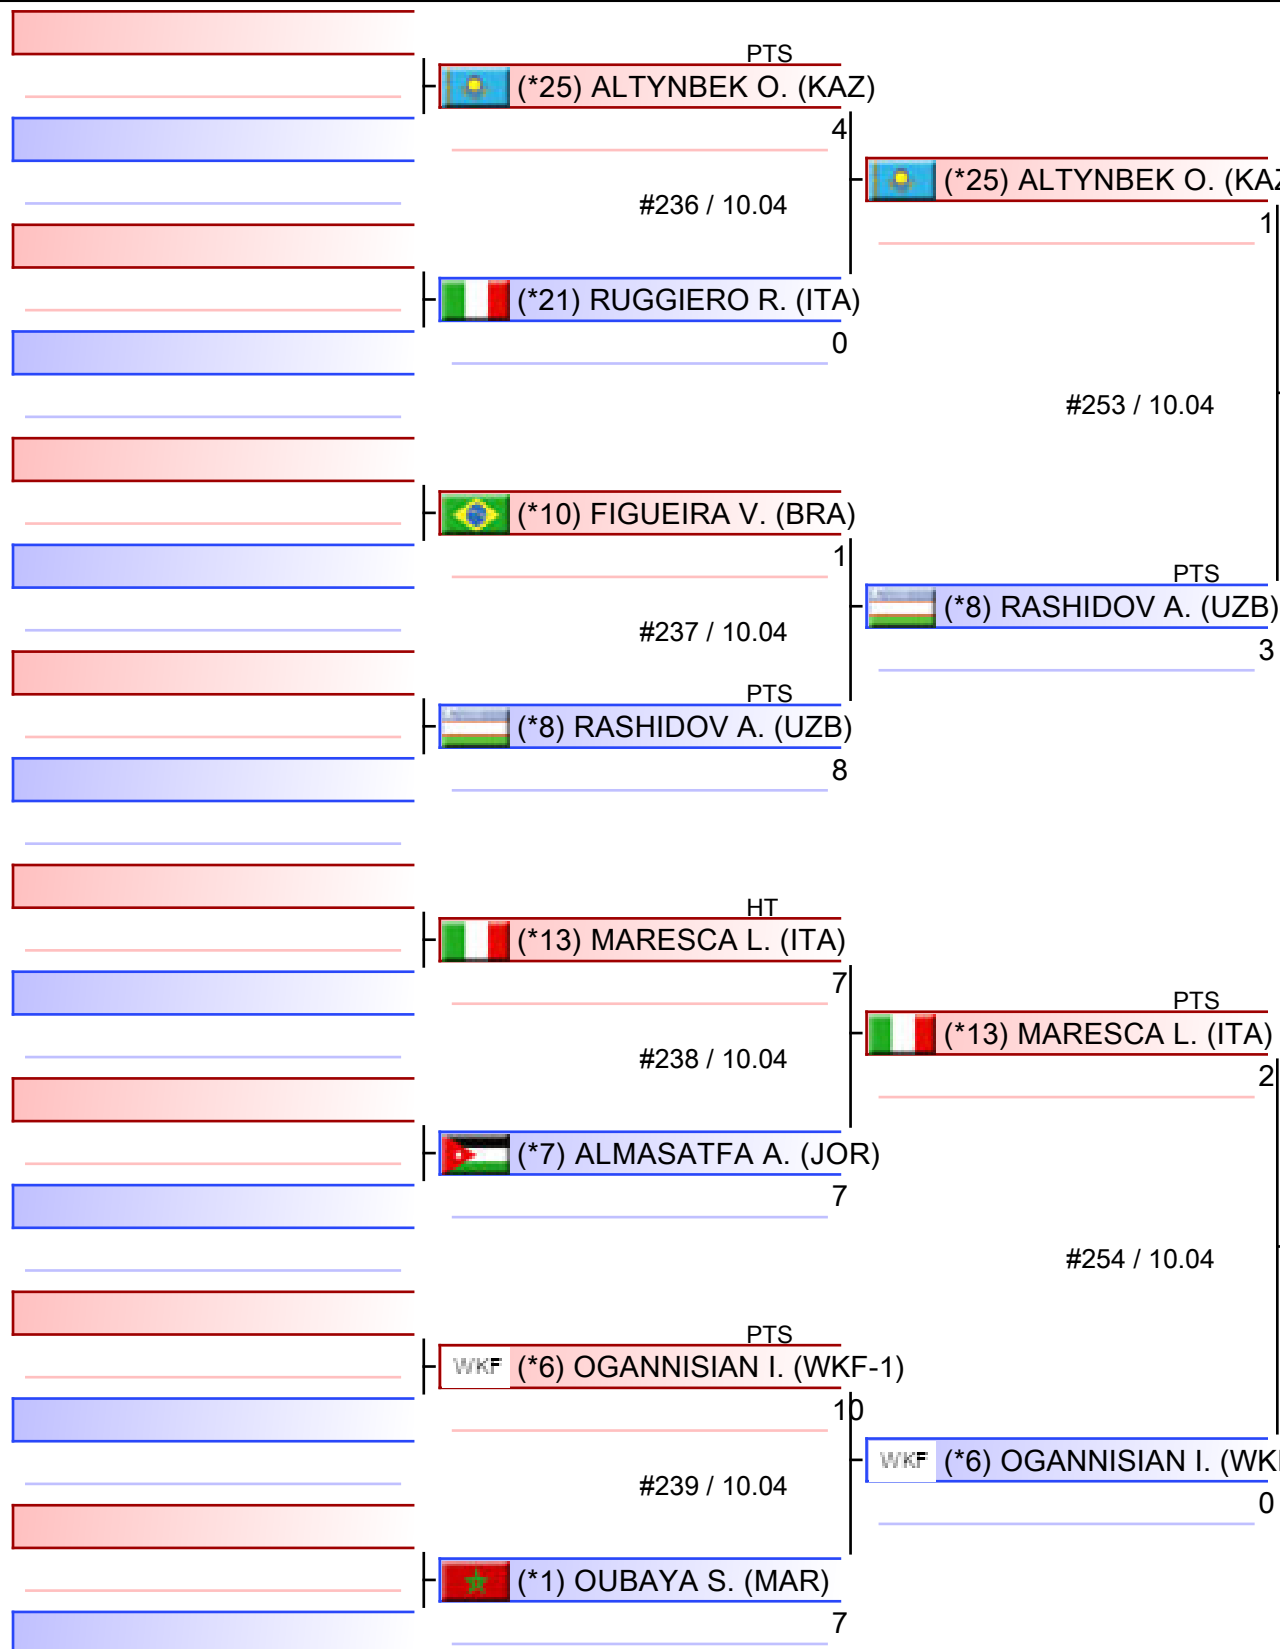 PTS
(*25) ALTYNBEK O. (KAZ)
4
#236 / 10.04
(*21) RUGGIERO R. (ITA)
0
(*10) FIGUEIRA V. (BRA)
1
#237 / 10.04
PTS
(*8) RASHIDOV A. (UZB)
8
HT
(*13) MARESCA L. (ITA)
7
#238 / 10.04
(*7) ALMASATFA A. (JOR)
7
PTS
WKF (*6) OGANNISIAN I. (WKF-1)
10
#239 / 10.04
(*1) OUBAYA S. (MAR)
7
(*25) ALTYNBEK O. (KAZ
1
#253 / 10.04
PTS
(*8) RASHIDOV A. (UZB)
3
PTS
(*13) MARESCA L. (ITA)
2
#254 / 10.04
WKF (*6) OGANNISIAN I. (WK
0